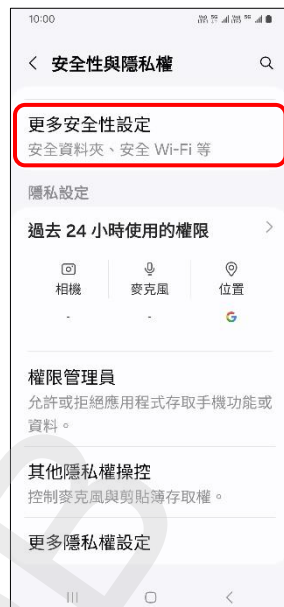 10:00
安全性與隱私權
更多安全性設定
安全資料夾、安全 Wi-Fi 等
隱私設定
過去 24 小時使用的權限
相機 麥克風 位置
- - G
權限管理員
允許或拒絕應用程式存取手機功能或
資料。
其他隱私權操控
控制麥克風與剪貼簿存取權。
更多隱私權設定